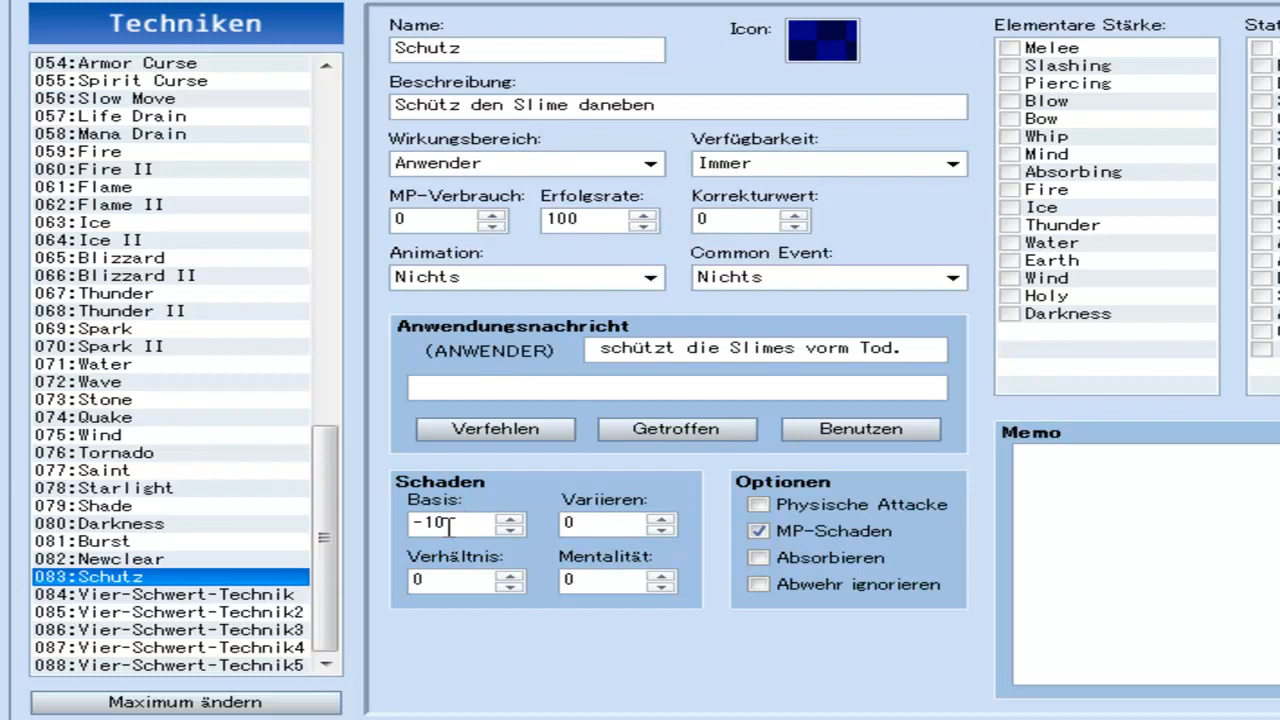 Techniken
054:Armor Curse
055:Spirit Curse
056:Slow Move
057:Life Drain
058:Mana Drain
059:Fire
060:Fire II
061:Flame
062:Flame II
063:Ice
064:Ice II
065:Blizzard
066:Blizzard II
067:Thunder
068:Thunder II
069:Spark
070:Spark II
071:Water
072:Wave
073:Stone
074:Quake
075:Wind
076:Tornado
077:Saint
078:Starlight
079:Shade
080:Darkness
081:Burst
082:Newclear
083:Schutz
084:Vier-Schwert-Technik
085:Vier-Schwert-Technik2
086:Vier-Schwert-Technik3
087:Vier-Schwert-Technik4
088:Vier-Schwert-Technik5
Maximum ändern
Name:
Schutz
Icon:
Beschreibung:
Schütz den Slime daneben
Wirkungsbereich: Verfügbarkeit:
Anwender Immer
MP-Verbrauch: Erfolgsrate: Korrekturwert:
0 100 0
Animation: Common Event:
Nichts Nichts
Anwendungsnachricht
(ANWENDER) schützt die Slimes vorm Tod.
Verfehlen Getroffen Benutzen
Schaden
Basis: Variieren:
-10 0
Verhältnis: Mentalität:
0 0
Optionen
Physische Attacke
MP-Schaden
Absorbieren
Abwehr ignorieren
Elementare Stärke:
Melee
Slashing
Piercing
Blow
Bow
Whip
Mind
Absorbing
Fire
Ice
Thunder
Water
Earth
Wind
Holy
Darkness
Memo